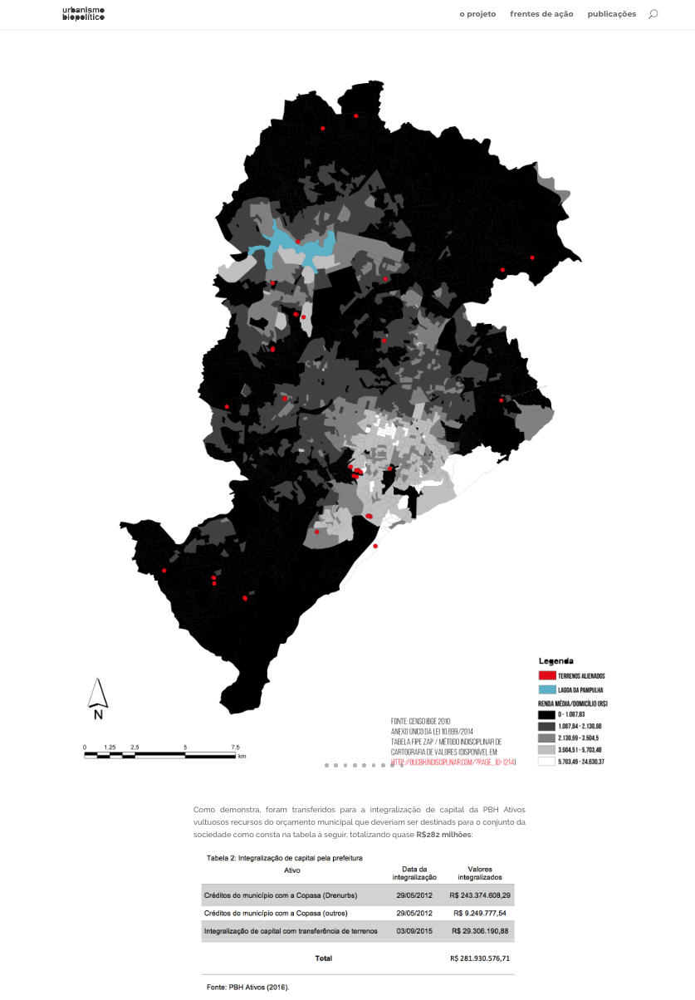 urbanismo
biopolítico
o projeto frentes de ação publicações
Legenda
TERRENOS ALIENADOS
LAGOA DA PAMPULHA
RENDA MÉDIA/DOMICÍLIO (R$)
0 - 1.087,83
1.087,84 - 2.130,68
2.130,69 - 3.504,5
3.504,51 - 5.703,48
5.703,49 - 24.630,37
N
0 1,25 2,5 5 7,5
km
FONTE: CENSO IBGE 2010
ANEXO ÚNICO DA LEI 10.699/2014
TABELA FIPE ZAP / MÉTODO INDISCIPLINAR DE
CARTOGRAFIA DE VALORES (DISPONÍVEL EM:
HTTP://OUCBH.INDISCIPLINAR.COM/?PAGE_ID=1214)
Como demonstra, foram transferidos para a integralização de capital da PBH Ativos
vultuosos recursos do orçamento municipal que deveriam ser destinads para o conjunto da
sociedade como consta na tabela à seguir, totalizando quase R$282 milhões:
Tabela 2: Integralização de capital pela prefeitura
Ativo Data da integralização Valores integralizados
Créditos do município com a Copasa (Drenurbs) 29/05/2012 R$ 243.374.608,29
Créditos do município com a Copasa (outros) 29/05/2012 R$ 9.249.777,54
Integralização de capital com transferência de terrenos 03/09/2015 R$ 29.306.190,88
Total R$ 281.930.576,71
Fonte: PBH Ativos (2016).